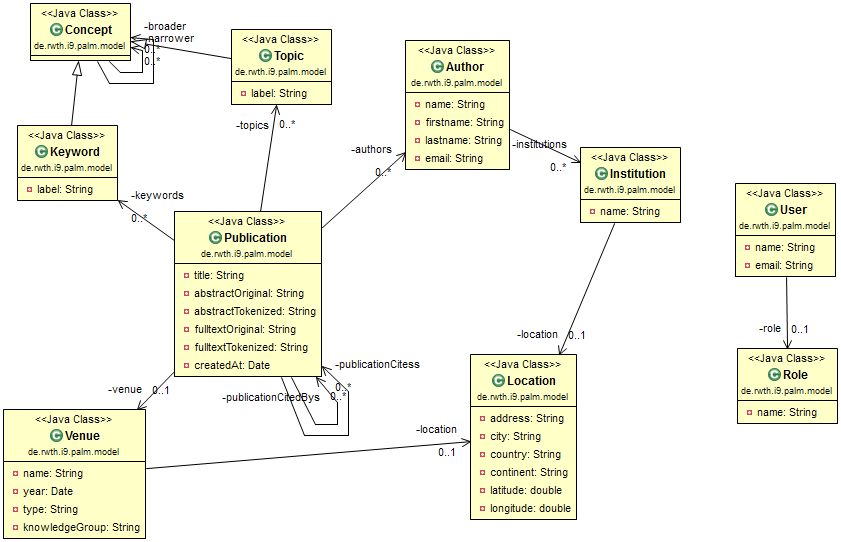 <<Java Class>>
Concept
de.rwth.i9.palm.model
-broader
-narrower
0..*
0..*
<<Java Class>>
Topic
de.rwth.i9.palm.model
label: String
<<Java Class>>
Author
de.rwth.i9.palm.model
name: String
firstname: String
lastname: String
email: String
<<Java Class>>
Keyword
de.rwth.i9.palm.model
label: String
-topics
0..*
-authors
0..*
-institutions
0..*
<<Java Class>>
Institution
de.rwth.i9.palm.model
name: String
-keywords
0..*
<<Java Class>>
Publication
de.rwth.i9.palm.model
title: String
abstractOriginal: String
abstractTokenized: String
fulltextOriginal: String
fulltextTokenized: String
createdAt: Date
<<Java Class>>
User
de.rwth.i9.palm.model
name: String
email: String
-role
0..1
-location
0..1
<<Java Class>>
Role
de.rwth.i9.palm.model
name: String
-publicationCitess
0..*
-publicationCitedBys
0..*
-venue
0..1
<<Java Class>>
Location
de.rwth.i9.palm.model
address: String
city: String
country: String
continent: String
latitude: double
longitude: double
<<Java Class>>
Venue
de.rwth.i9.palm.model
name: String
year: Date
type: String
knowledgeGroup: String
-location
0..1